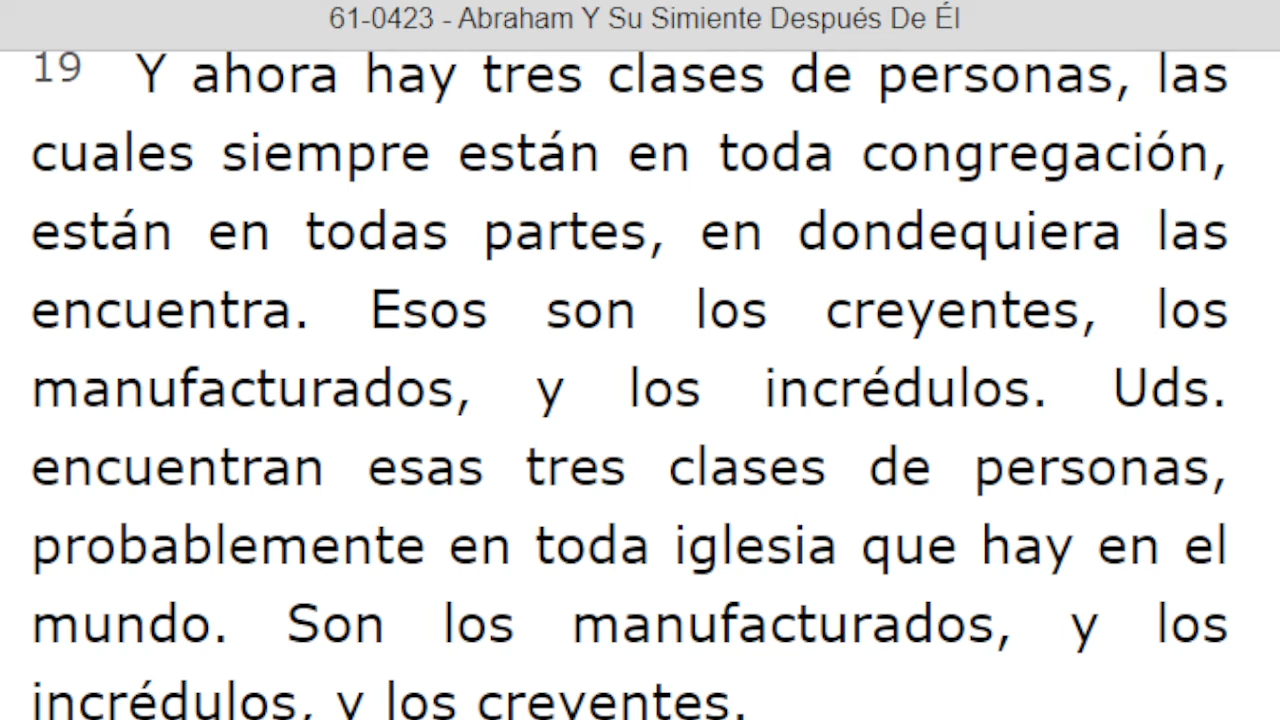 61-0423 - Abraham Y Su Simiente Después De Él
19 Y ahora hay tres clases de personas, las
cuales siempre están en toda congregación,
están en todas partes, en dondequiera las
encuentra. Esos son los creyentes, los
manufacturados, y los incrédulos. Uds.
encuentran esas tres clases de personas,
probablemente en toda iglesia que hay en el
mundo. Son los manufacturados, y los
incrédulos, y los creyentes.